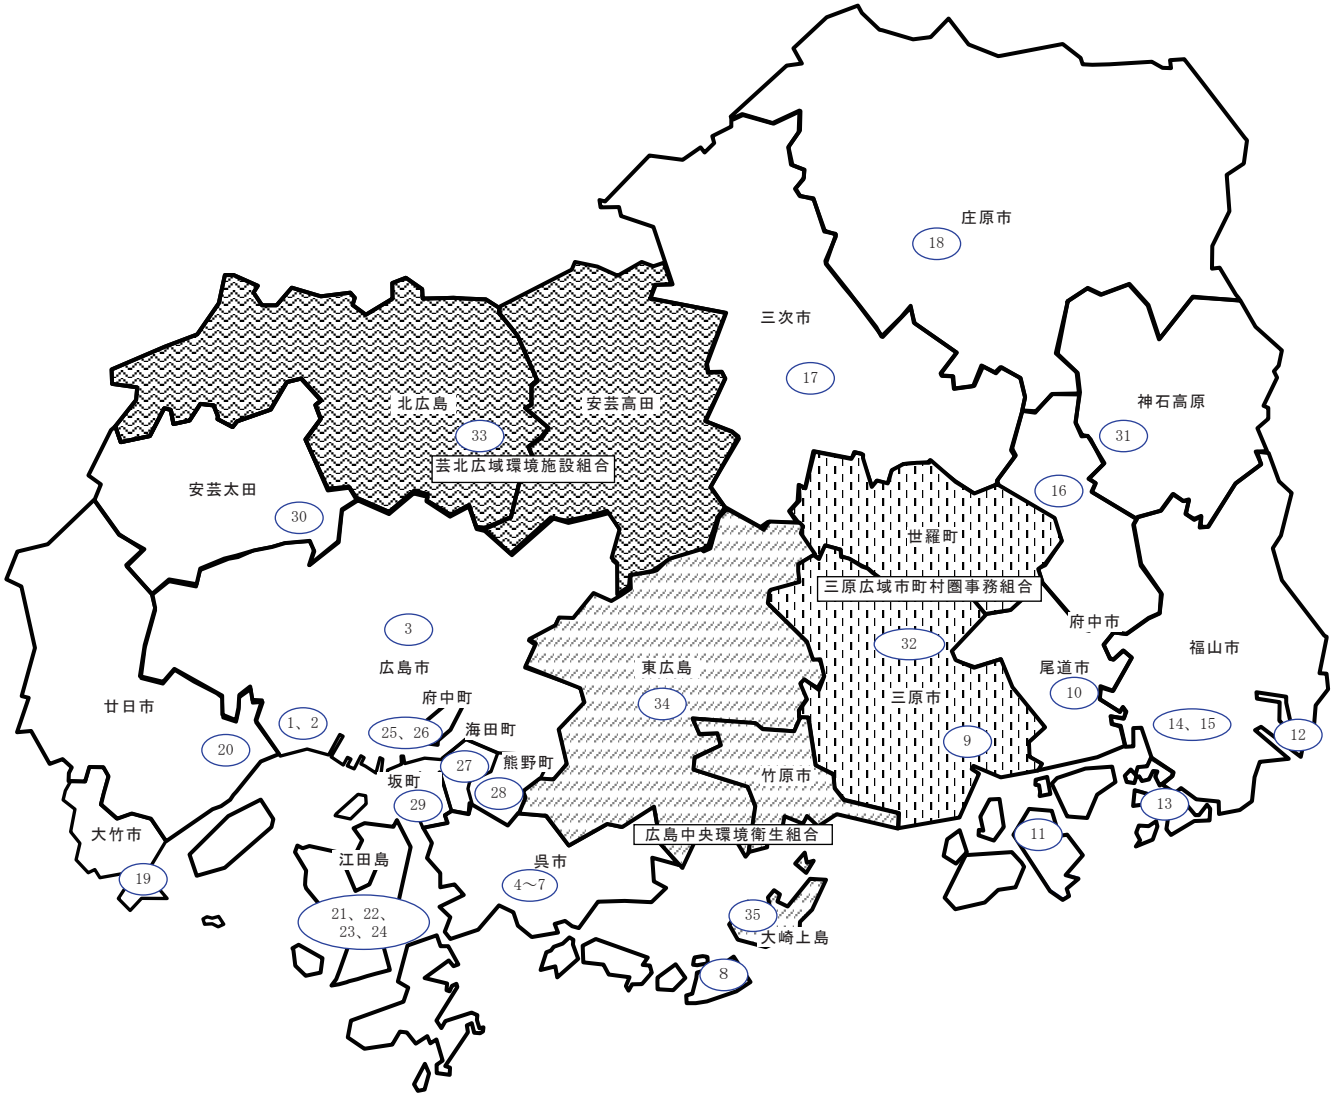 庄原市
18
三次市
17
神石高原
31
北広島
33
安芸高田
芸北広域環境施設組合
安芸太田
30
16
世羅町
三原広域市町村圏事務組合
32
府中市
3
広島市
東広島
34
福山市
尾道市
10
三原市
9
廿日市
20
1、2
府中町
25、26
海田町
27
熊野町
28
坂町
29
竹原市
14、15
12
13
大竹市
19
広島中央環境衛生組合
11
江田島
21、22、
23、24
呉市
4～7
35
大崎上島
8